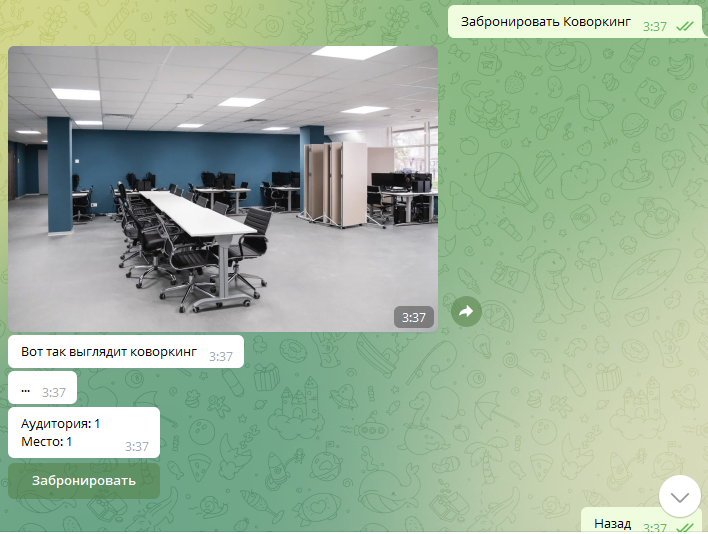 Забронировать Коворкинг 3:37
3:37
Вот так выглядит коворкинг 3:37
... 3:37
Аудитория: 1
Место: 1 3:37
Забронировать
Назад 3:37